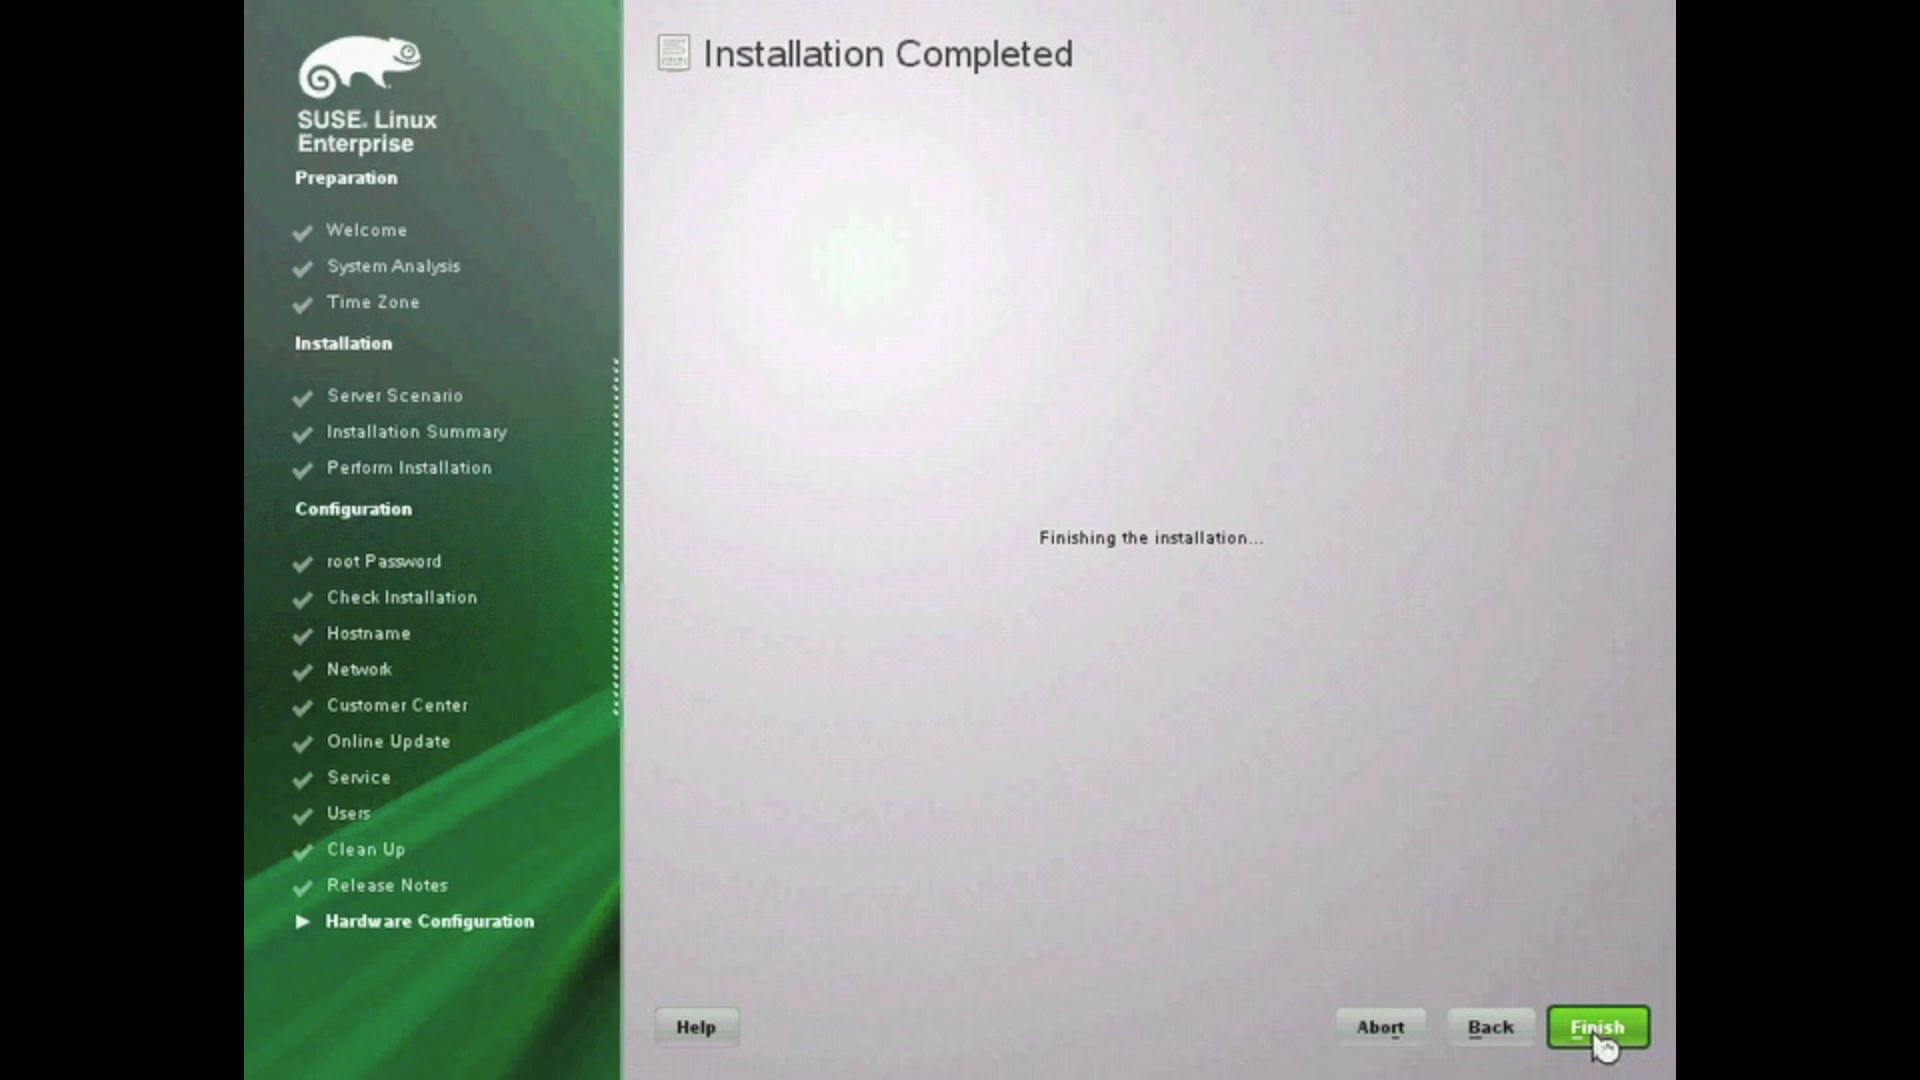 SUSE. Linux
Enterprise
Preparation
Welcome
System Analysis
Time Zone
Installation
Server Scenario
Installation Summary
Perform Installation
Configuration
root Password
Check Installation
Hostname
Network
Customer Center
Online Update
Service
Users
Clean Up
Release Notes
Hardware Configuration
Installation Completed
Finishing the installation...
Help
Abort
Back
Finish